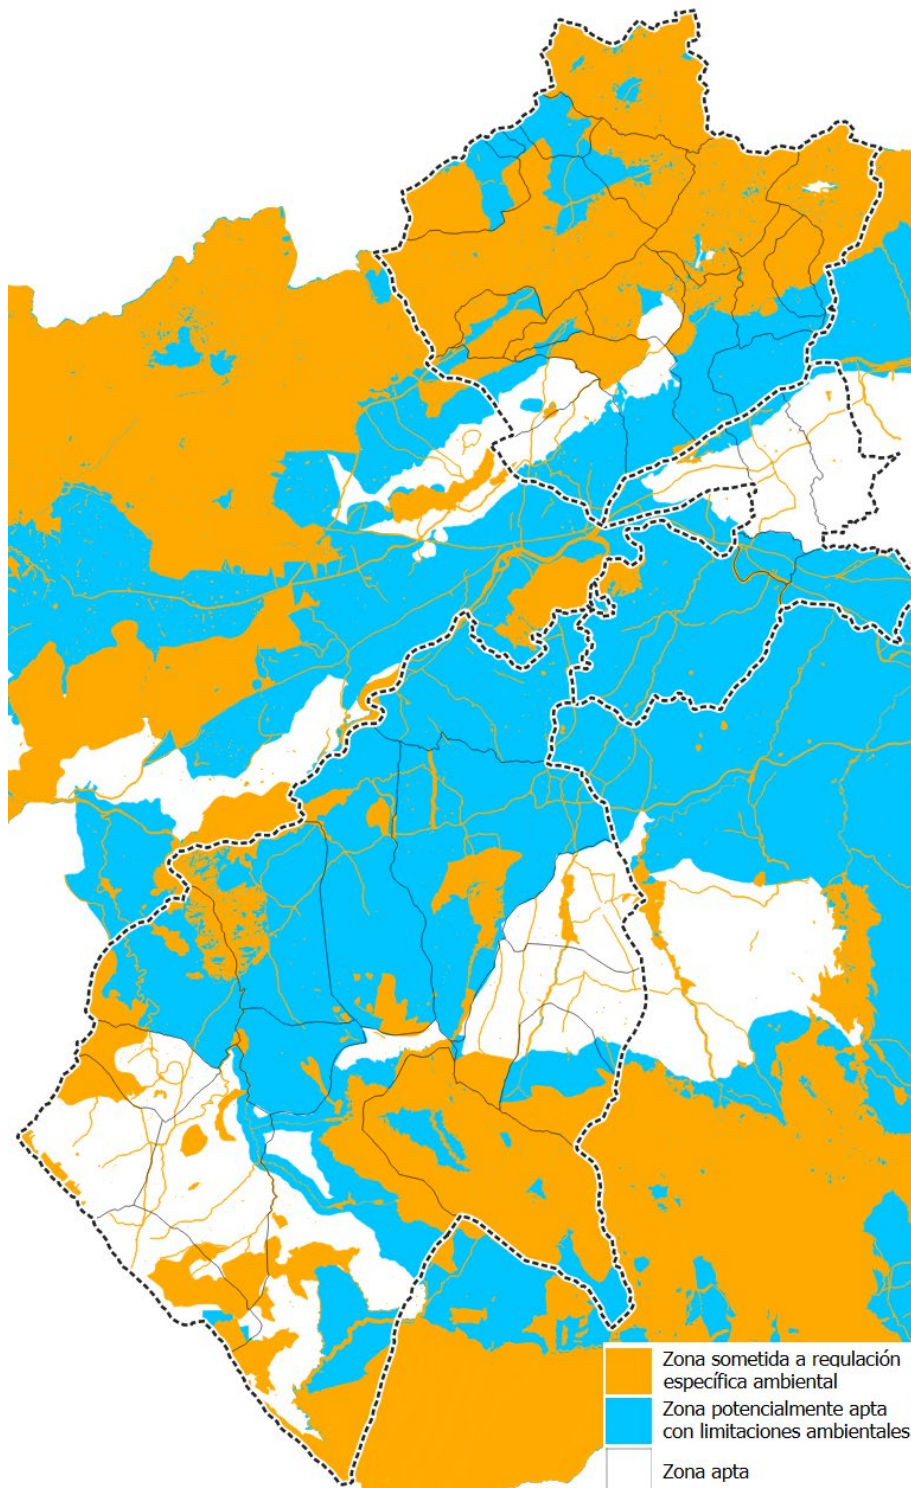 Zona sometida a regulación
específica ambiental
Zona potencialmente apta
con limitaciones ambientales
Zona apta